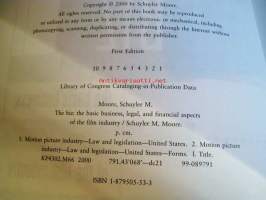 Copyright © 2000 by Schuyler Moore.
All rights reserved. No part of this book may be reproduced
or utilized in any form or by any means electronic or mechanical, including
photocopying, scanning, duplicating, or distributing through the Internet without
written permission from the publisher.
First Edition
10 9 8 7 6 5 4 3 2 1
Library of Congress Cataloging-in-Publication Data
Moore, Schuyler M.
The biz: the basic business, legal, and financial aspects
of the film industry / Schuyler M. Moore.
p. cm.
1. Motion picture industry—Law and legislation—United States. 2. Motion picture
industry—Law and legislation—United States—Forms. I. Title.
KF4302.M66 2000 791.43'068'—dc21 99-089791
ISBN 1-879505-53-3